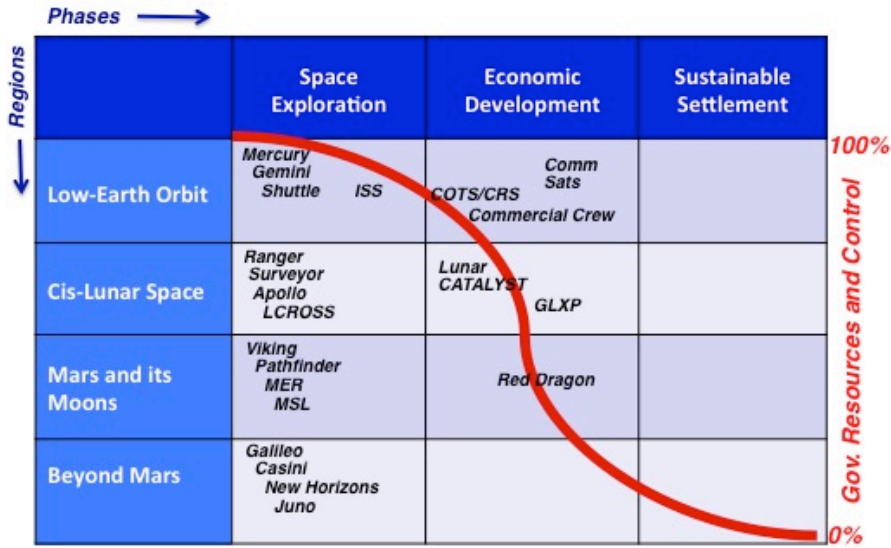 Phases
Regions
Space
Exploration
Economic
Development
Sustainable
Settlement
100%
Low-Earth Orbit
Mercury
Gemini
Shuttle
ISS
Comm
Sats
COTS/CRS
Commercial Crew
Cis-Lunar Space
Ranger
Surveyor
Apollo
LCROSS
Lunar
CATALYST
GLXP
Mars and its
Moons
Viking
Pathfinder
MER
MSL
Red Dragon
Beyond Mars
Galileo
Casini
New Horizons
Juno
Gov. Resources and Control
0%